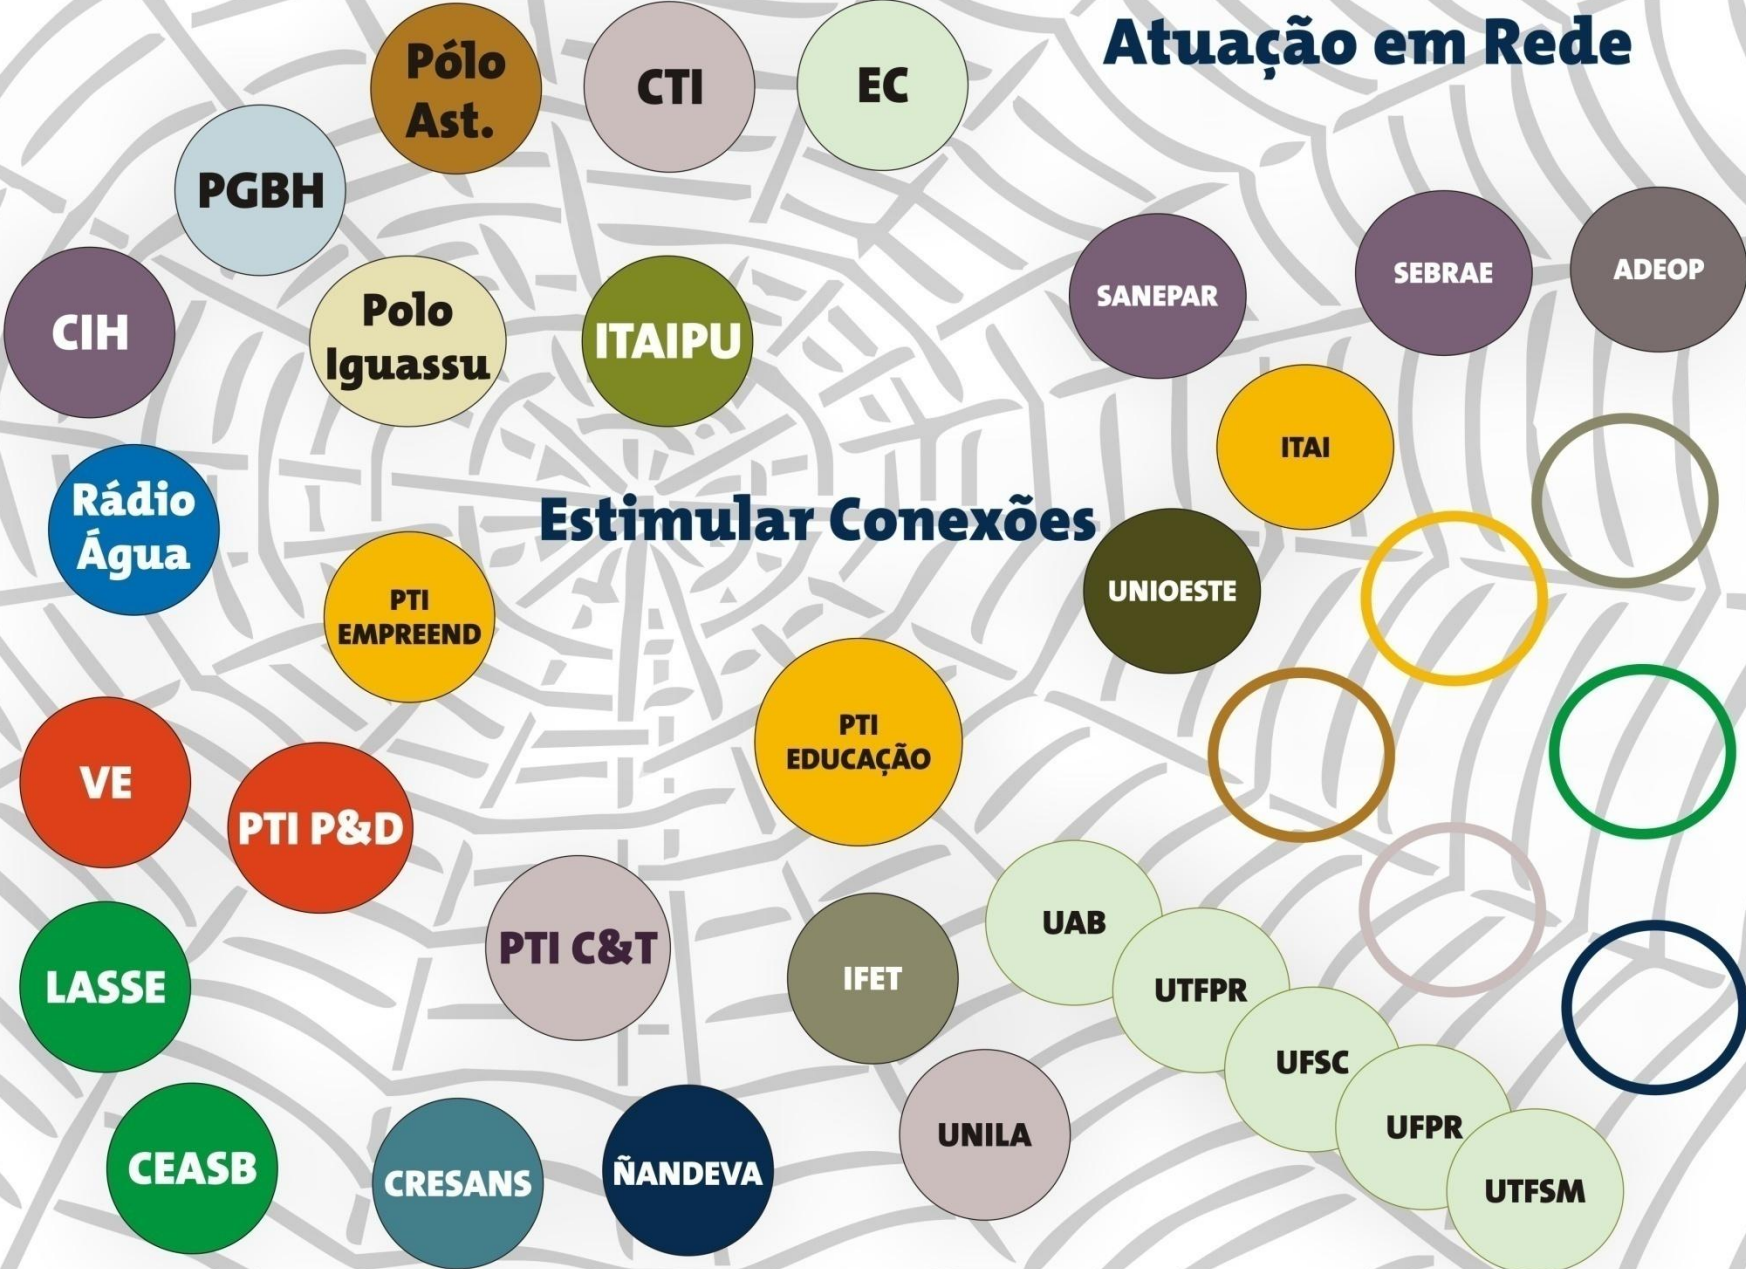 Atuação em Rede
Pólo
Ast.
CTI
EC
PGBH
CIH
Polo
Iguassu
ITAIPU
SANEPAR
SEBRAE
ADEOP
ITAI
Rádio
Água
Estimular Conexões
PTI
EMPREEND
UNIOESTE
PTI
EDUCAÇÃO
VE
PTI P&D
PTI C&T
IFET
UAB
UTFPR
UFSC
UFPR
UTFSM
LASSE
CEASB
CRESANS
ÑANDEVA
UNILA